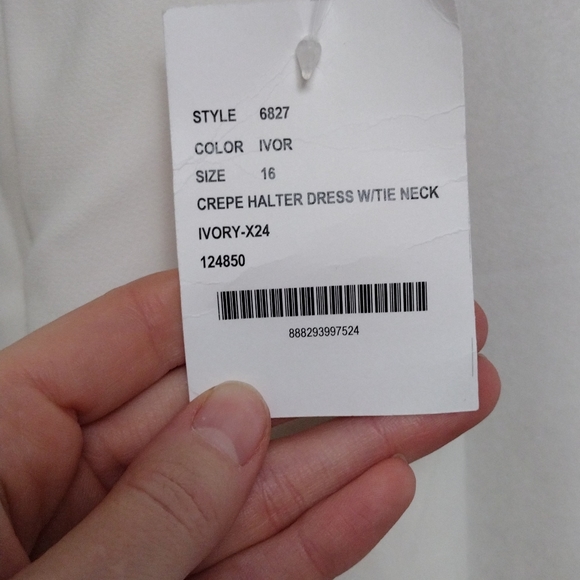 STYLE 6827
COLOR IVOR
SIZE 16
CREPE HALTER DRESS W/TIE NECK
IVORY-X24
124850
888293997524